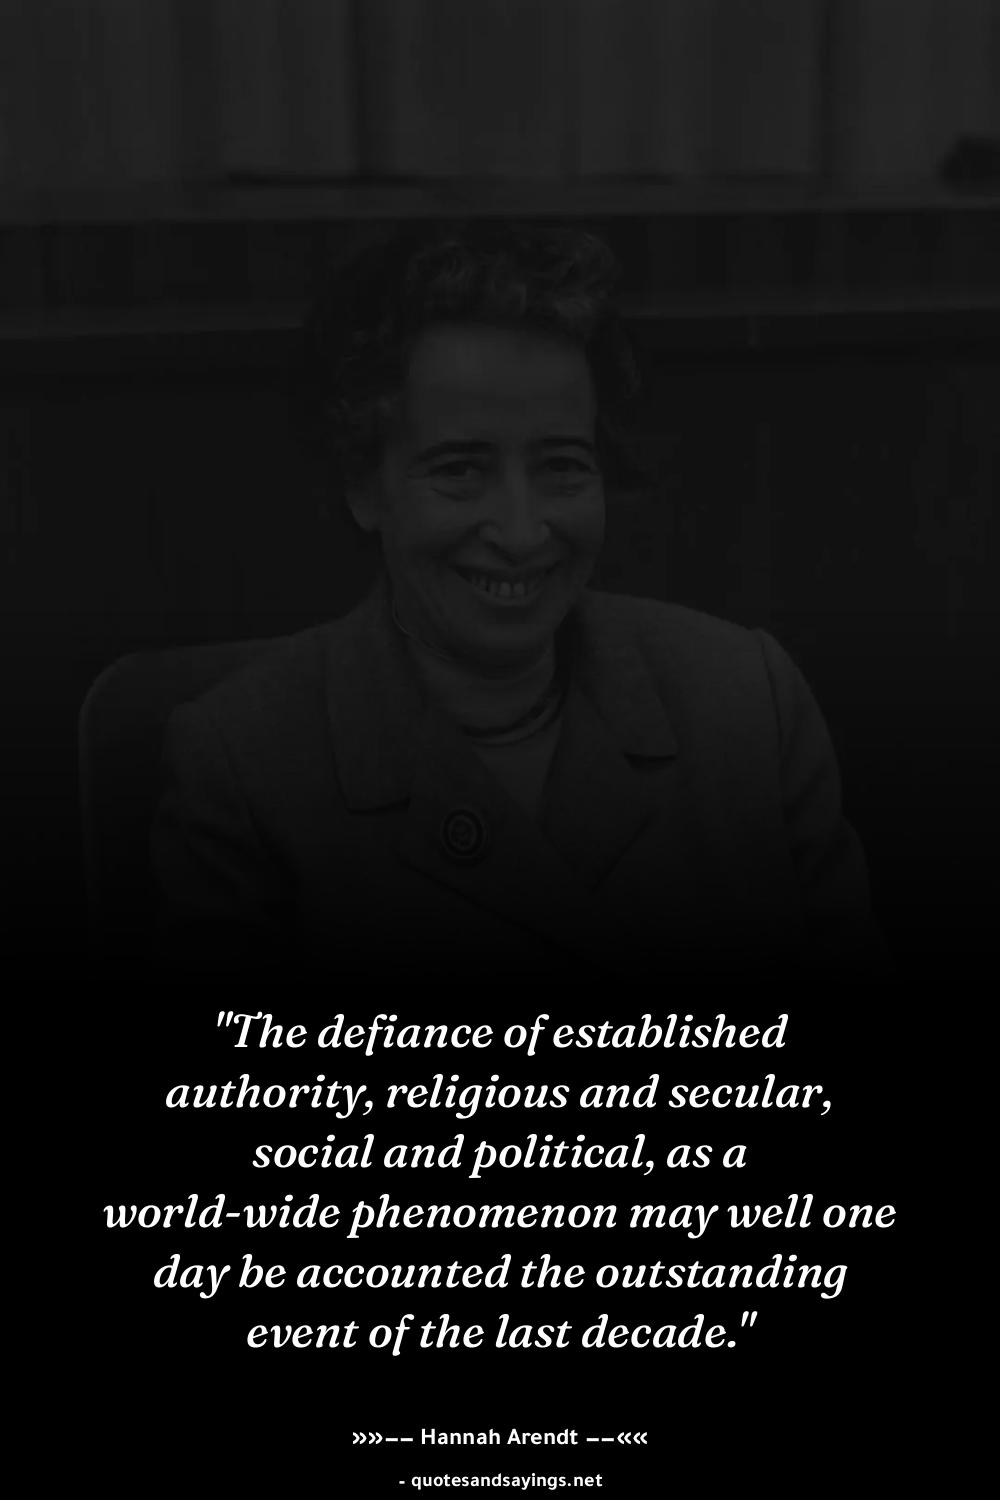 "The defiance of established
authority, religious and secular,
social and political, as a
world-wide phenomenon may well one
day be accounted the outstanding
event of the last decade."
»»–– Hannah Arendt ––««
- quotesandsayings.net